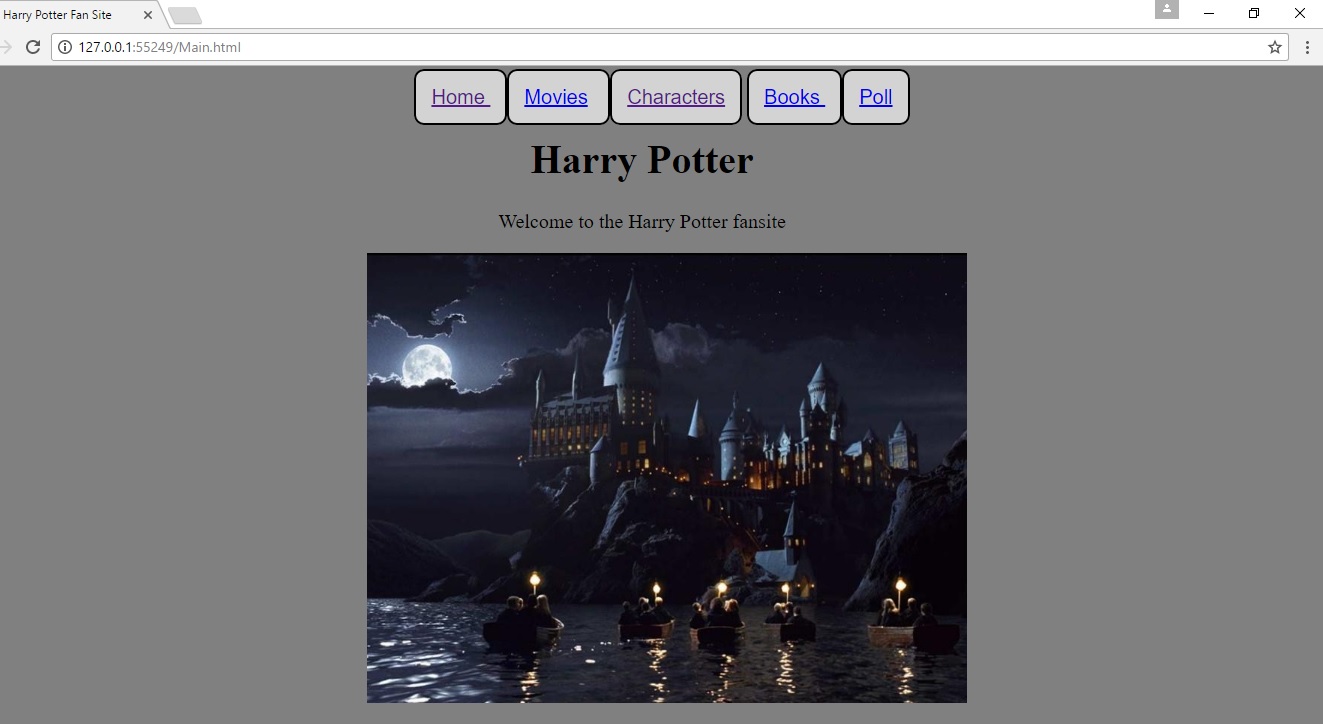 Harry Potter Fan Site
127.0.0.1:55249/Main.html
Home Movies Characters Books Poll
Harry Potter
Welcome to the Harry Potter fansite